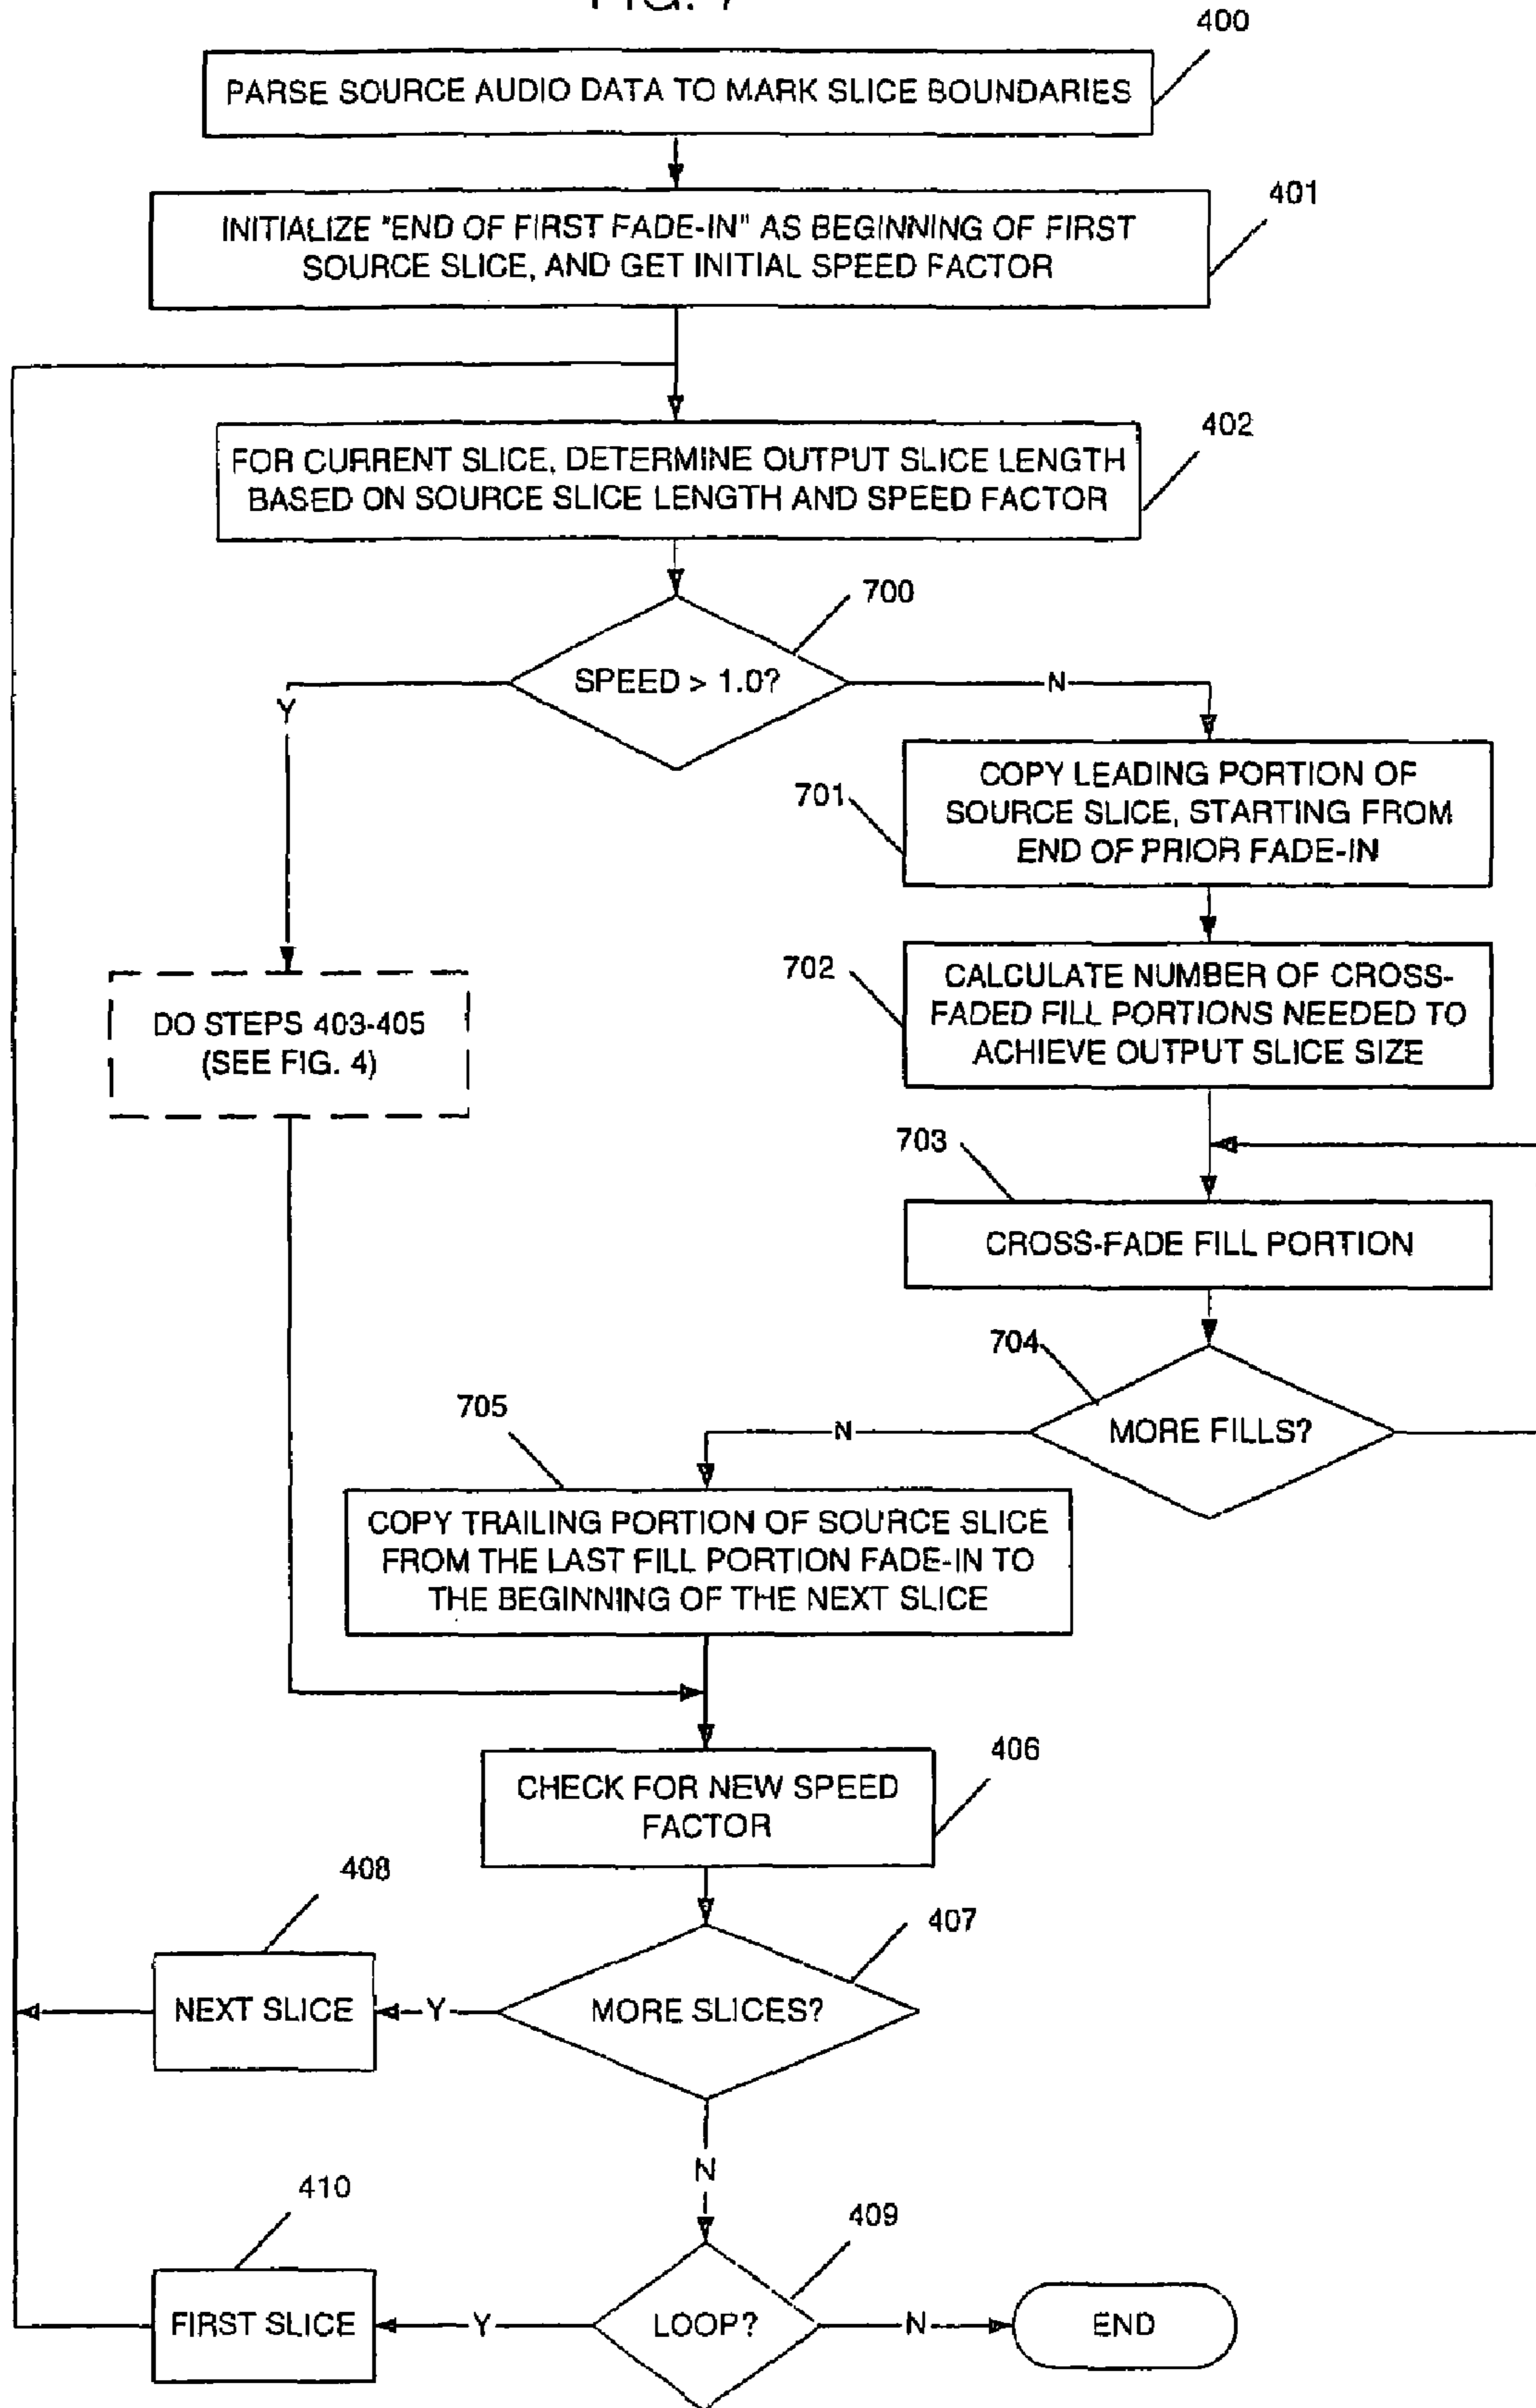 FIG. 7
400
PARSE SOURCE AUDIO DATA TO MARK SLICE BOUNDARIES
401
INITIALIZE "END OF FIRST FADE-IN" AS BEGINNING OF FIRST
SOURCE SLICE, AND GET INITIAL SPEED FACTOR
402
FOR CURRENT SLICE, DETERMINE OUTPUT SLICE LENGTH
BASED ON SOURCE SLICE LENGTH AND SPEED FACTOR
700
SPEED > 1.0?
Y
N
701
COPY LEADING PORTION OF
SOURCE SLICE, STARTING FROM
END OF PRIOR FADE-IN
702
CALCULATE NUMBER OF CROSS-
FADED FILL PORTIONS NEEDED TO
ACHIEVE OUTPUT SLICE SIZE
DO STEPS 403-405
(SEE FIG. 4)
703
CROSS-FADE FILL PORTION
704
MORE FILLS?
N
705
COPY TRAILING PORTION OF SOURCE SLICE
FROM THE LAST FILL PORTION FADE-IN TO
THE BEGINNING OF THE NEXT SLICE
406
CHECK FOR NEW SPEED
FACTOR
408
407
NEXT SLICE
Y
MORE SLICES?
N
410
409
FIRST SLICE
Y
LOOP?
N
END